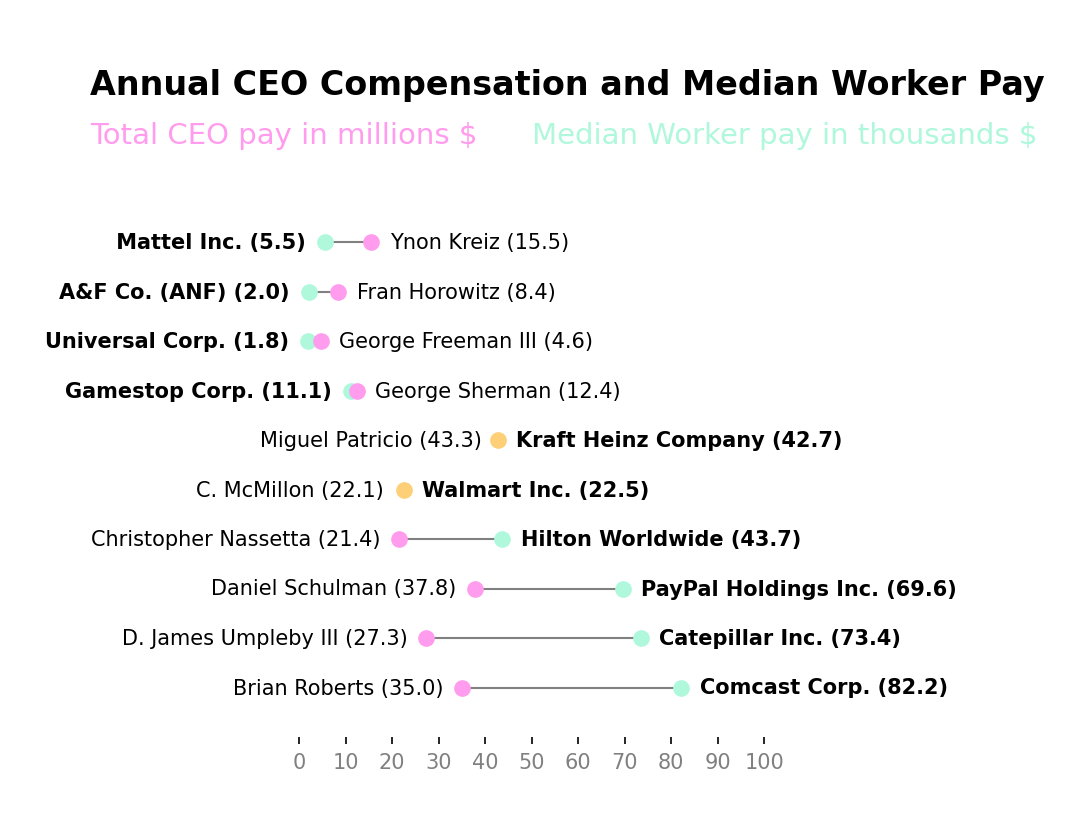 Annual CEO Compensation and Median Worker Pay
Total CEO pay in millions $ Median Worker pay in thousands $
Mattel Inc. (5.5) Ynon Kreiz (15.5)
A&F Co. (ANF) (2.0) Fran Horowitz (8.4)
Universal Corp. (1.8) George Freeman III (4.6)
Gamestop Corp. (11.1) George Sherman (12.4)
Miguel Patricio (43.3) Kraft Heinz Company (42.7)
C. McMillon (22.1) Walmart Inc. (22.5)
Christopher Nassetta (21.4) Hilton Worldwide (43.7)
Daniel Schulman (37.8) PayPal Holdings Inc. (69.6)
D. James Umpleby III (27.3) Catepillar Inc. (73.4)
Brian Roberts (35.0) Comcast Corp. (82.2)
0 10 20 30 40 50 60 70 80 90 100